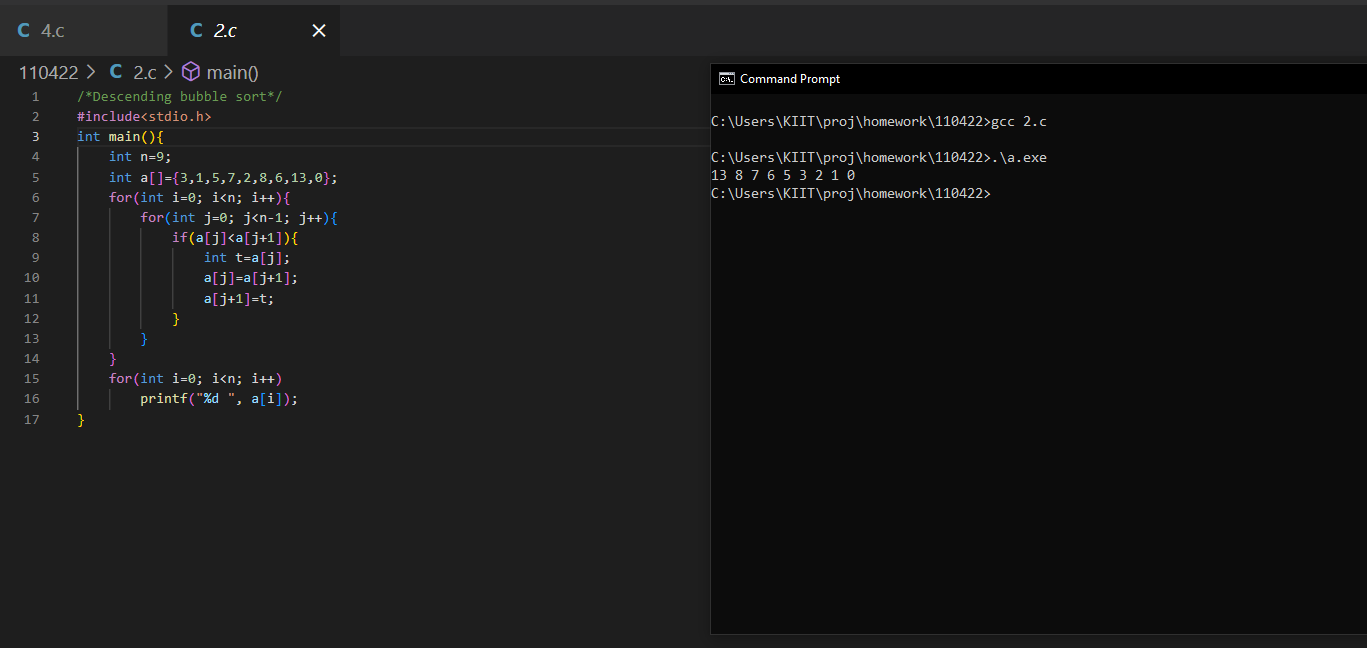 C 4.c
C 2.c ×
110422 > C 2.c > main()
1 /*Descending bubble sort*/
2 #include<stdio.h>
3 int main(){
4     int n=9;
5     int a[]={3,1,5,7,2,8,6,13,0};
6     for(int i=0; i<n; i++){
7         for(int j=0; j<n-1; j++){
8             if(a[j]<a[j+1]){
9                 int t=a[j];
10                 a[j]=a[j+1];
11                 a[j+1]=t;
12             }
13         }
14     }
15     for(int i=0; i<n; i++)
16         printf("%d ", a[i]);
17 }
C:\. Command Prompt
C:\Users\KIIT\proj\homework\110422>gcc 2.c
C:\Users\KIIT\proj\homework\110422>.\a.exe
13 8 7 6 5 3 2 1 0
C:\Users\KIIT\proj\homework\110422>